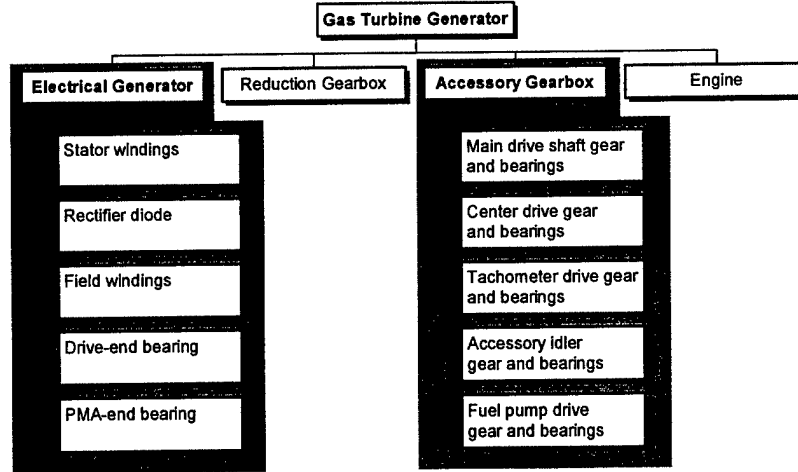 Gas Turbine Generator
Electrical Generator
Reduction Gearbox
Accessory Gearbox
Engine
Stator windings
Rectifier diode
Field windings
Drive-end bearing
PMA-end bearing
Main drive shaft gear
and bearings
Center drive gear
and bearings
Tachometer drive gear
and bearings
Accessory idler
gear and bearings
Fuel pump drive
gear and bearings